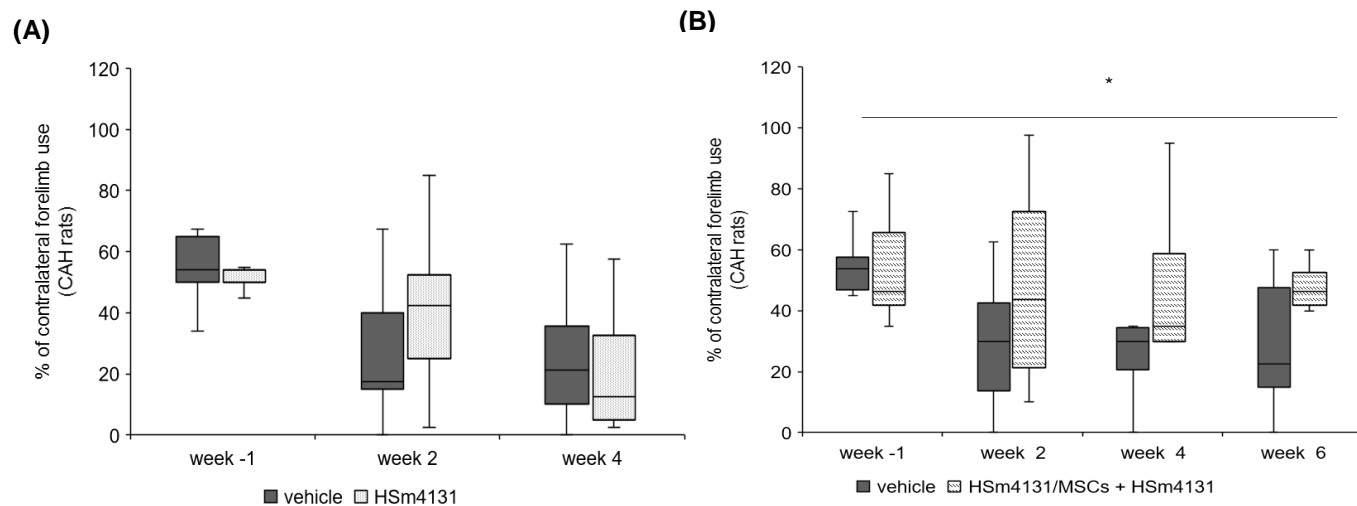 (A)
% of contralateral forelimb use
(CAH rats)
120
100
80
60
40
20
0
week -1
week 2
week 4
vehicle
HSm4131
(B)
% of contralateral forelimb use
(CAH rats)
120
100
80
60
40
20
0
*
week -1
week 2
week 4
week 6
vehicle
HSm4131/MSCs + HSm4131